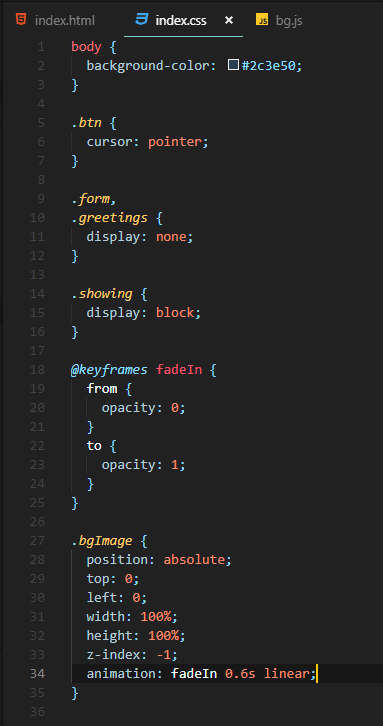 index.html index.css × JS bg.js
1 body {
2   background-color: #2c3e50;
3 }
4
5 .btn {
6   cursor: pointer;
7 }
8
9 .form,
10 .greetings {
11   display: none;
12 }
13
14 .showing {
15   display: block;
16 }
17
18 @keyframes fadeIn {
19   from {
20     opacity: 0;
21   }
22   to {
23     opacity: 1;
24   }
25 }
26
27 .bgImage {
28   position: absolute;
29   top: 0;
30   left: 0;
31   width: 100%;
32   height: 100%;
33   z-index: -1;
34   animation: fadeIn 0.6s linear;
35 }
36